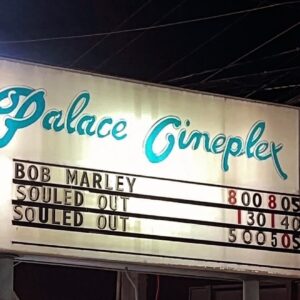 Palace Cineplex
BOB MARLEY 800 805
SOULED OUT 130 140
SOULED OUT 500 505